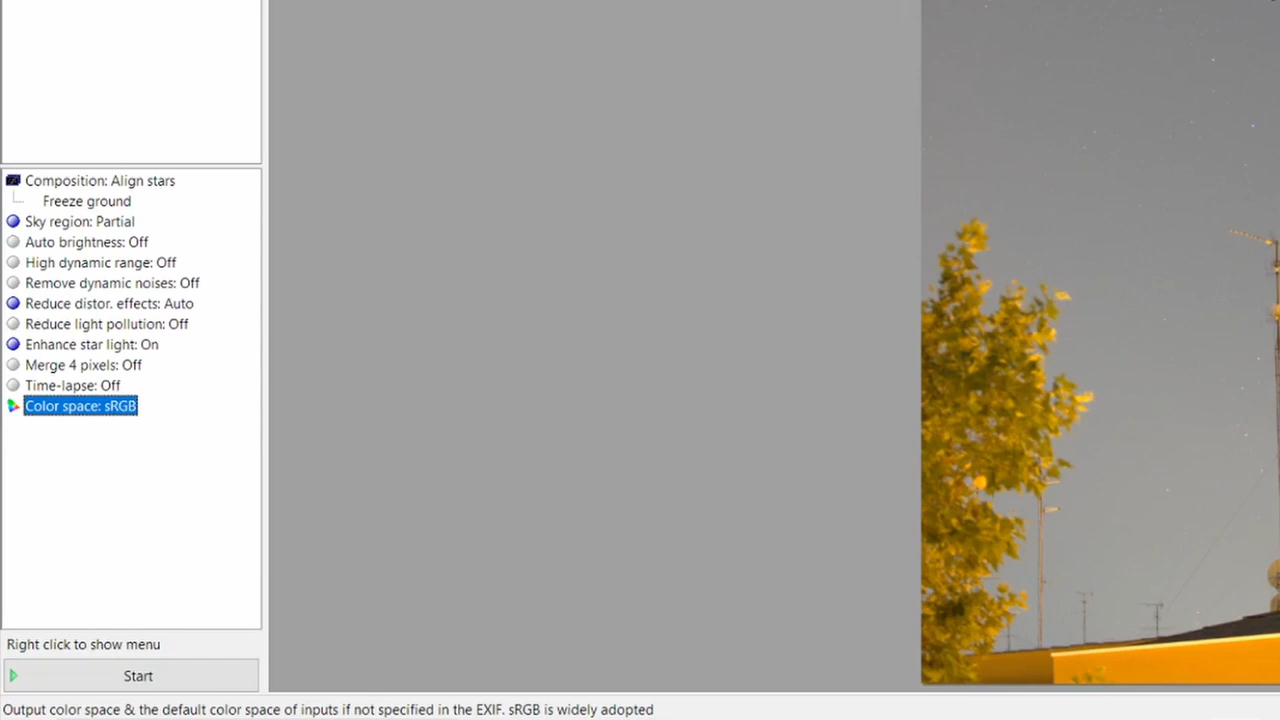 Composition: Align stars
Freeze ground
Sky region: Partial
Auto brightness: Off
High dynamic range: Off
Remove dynamic noises: Off
Reduce distor. effects: Auto
Reduce light pollution: Off
Enhance star light: On
Merge 4 pixels: Off
Time-lapse: Off
Color space: sRGB
Right click to show menu
Start
Output color space & the default color space of inputs if not specified in the EXIF. sRGB is widely adopted